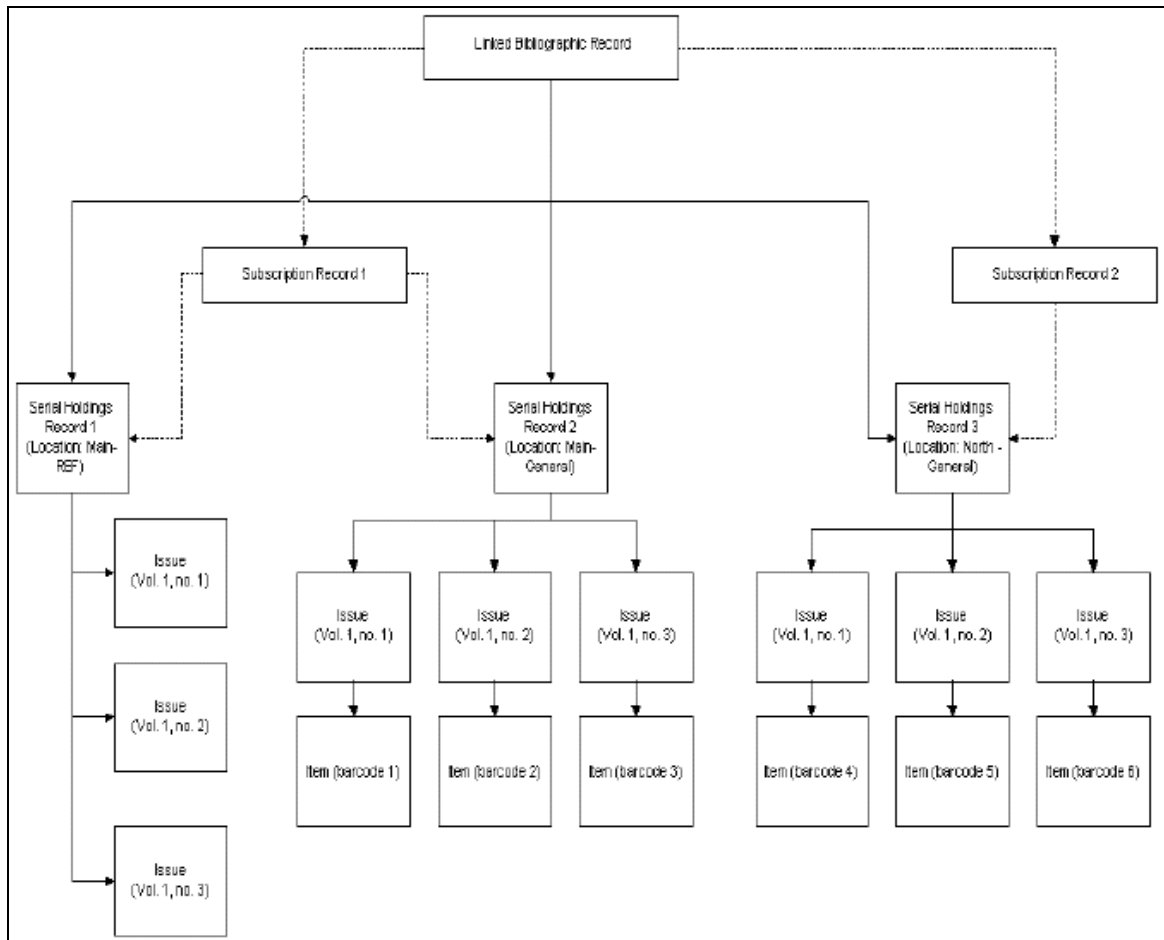 Linked Bibliographic Record
Subscription Record 1
Subscription Record 2
Serial Holdings
Record 1
(Location: Main-
REF)
Serial Holdings
Record 2
(Location: Main-
General)
Serial Holdings
Record 3
(Location: North -
General)
Issue
(Vol. 1, no. 1)
Issue
(Vol. 1, no. 2)
Issue
(Vol. 1, no. 3)
Issue
(Vol. 1, no. 1)
Issue
(Vol. 1, no. 2)
Issue
(Vol. 1, no. 3)
Issue
(Vol. 1, no. 1)
Issue
(Vol. 1, no. 2)
Issue
(Vol. 1, no. 3)
Item (barcode 1)
Item (barcode 2)
Item (barcode 3)
Item (barcode 4)
Item (barcode 5)
Item (barcode 6)